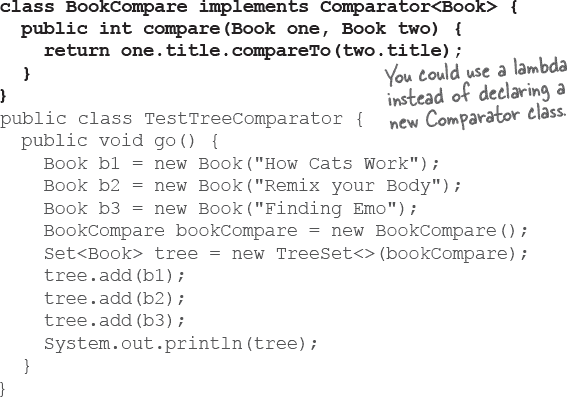 class BookCompare implements Comparator<Book> {
  public int compare(Book one, Book two) {
    return one.title.compareTo(two.title);
  }
}
You could use a lambda
instead of declaring a
new Comparator class.
public class TestTreeComparator {
  public void go() {
    Book b1 = new Book("How Cats Work");
    Book b2 = new Book("Remix your Body");
    Book b3 = new Book("Finding Emo");
    BookCompare bookCompare = new BookCompare();
    Set<Book> tree = new TreeSet<>(bookCompare);
    tree.add(b1);
    tree.add(b2);
    tree.add(b3);
    System.out.println(tree);
  }
}